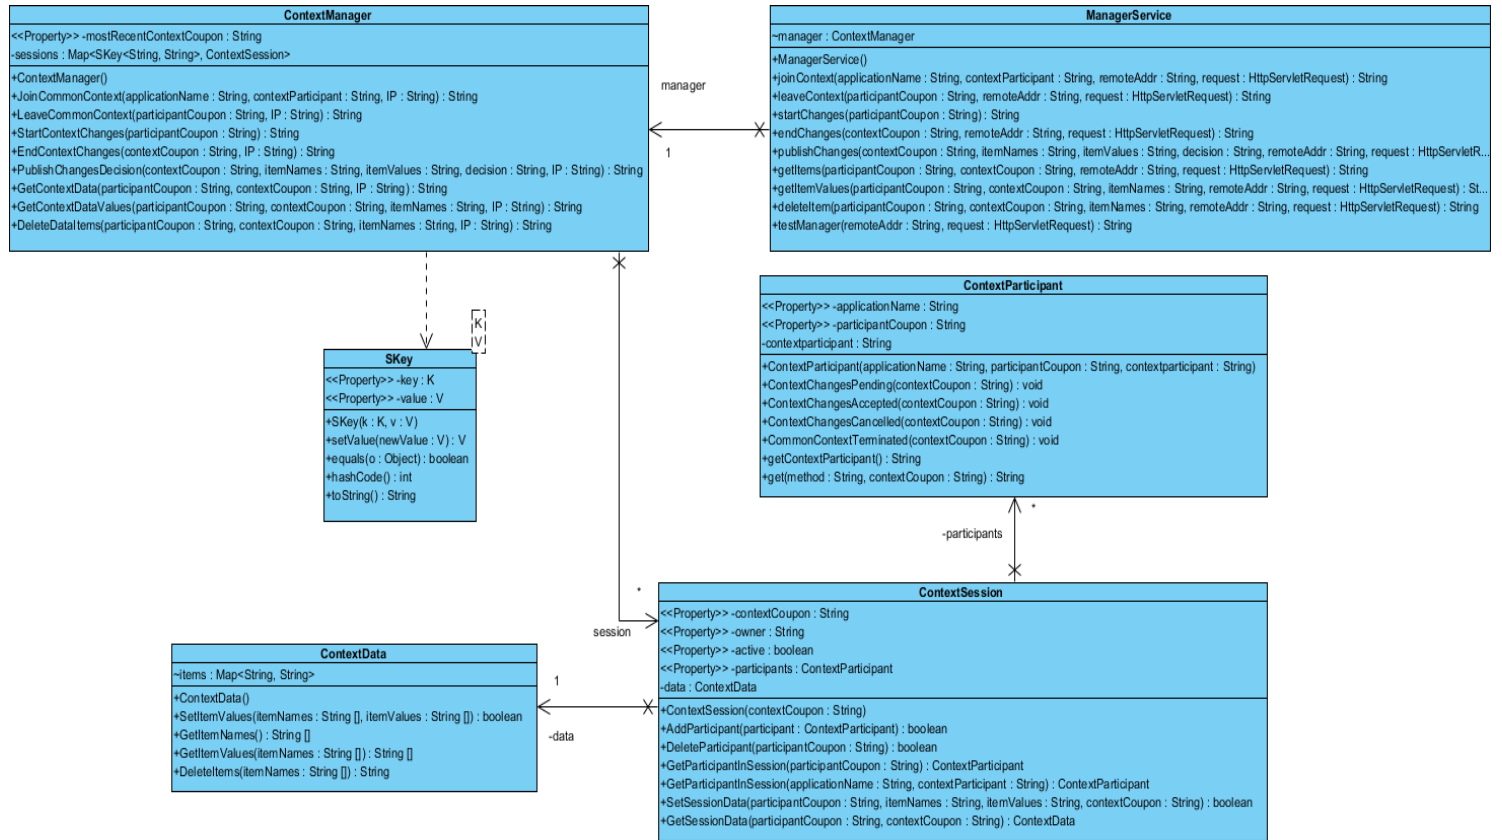 ContextManager
<<Property>> -mostRecentContextCoupon : String
-sessions : Map<SKey<String, String>, ContextSession>
+ContextManager()
+JoinCommonContext(applicationName : String, contextParticipant : String, IP : String) : String
+LeaveCommonContext(participantCoupon : String, IP : String) : String
+StartContextChanges(participantCoupon : String) : String
+EndContextChanges(contextCoupon : String, IP : String) : String
+PublishChangesDecision(contextCoupon : String, itemNames : String, itemValues : String, decision : String, IP : String) : String
+GetContextData(participantCoupon : String, contextCoupon : String, IP : String) : String
+GetContextDataValues(participantCoupon : String, contextCoupon : String, itemNames : String, IP : String) : String
+DeleteDataItems(participantCoupon : String, contextCoupon : String, itemNames : String, IP : String) : String
manager
1
ManagerService
~manager : ContextManager
+ManagerService()
+joinContext(applicationName : String, contextParticipant : String, remoteAddr : String, request : HttpServletRequest) : String
+leaveContext(participantCoupon : String, remoteAddr : String, request : HttpServletRequest) : String
+startChanges(participantCoupon : String) : String
+endChanges(contextCoupon : String, remoteAddr : String, request : HttpServletRequest) : String
+publishChanges(contextCoupon : String, itemNames : String, itemValues : String, decision : String, remoteAddr : String, request : HttpServletR...
+getItems(participantCoupon : String, contextCoupon : String, remoteAddr : String, request : HttpServletRequest) : String
+getItemValues(participantCoupon : String, contextCoupon : String, itemNames : String, remoteAddr : String, request : HttpServletRequest) : St...
+deleteItem(participantCoupon : String, contextCoupon : String, itemNames : String, remoteAddr : String, request : HttpServletRequest) : String
+testManager(remoteAddr : String, request : HttpServletRequest) : String
ContextParticipant
<<Property>> -applicationName : String
<<Property>> -participantCoupon : String
-contextparticipant : String
+ContextParticipant(applicationName : String, participantCoupon : String, contextparticipant : String)
+ContextChangesPending(contextCoupon : String) : void
+ContextChangesAccepted(contextCoupon : String) : void
+ContextChangesCancelled(contextCoupon : String) : void
+CommonContextTerminated(contextCoupon : String) : void
+getContextParticipant() : String
+get(method : String, contextCoupon : String) : String
K
V
SKey
<<Property>> -key : K
<<Property>> -value : V
+SKey(k : K, v : V)
+setValue(newValue : V) : V
+equals(o : Object) : boolean
+hashCode() : int
+toString() : String
*
-participants
*
session
ContextSession
<<Property>> -contextCoupon : String
<<Property>> -owner : String
<<Property>> -active : boolean
<<Property>> -participants : ContextParticipant
-data : ContextData
+ContextSession(contextCoupon : String)
+AddParticipant(participant : ContextParticipant) : boolean
+DeleteParticipant(participantCoupon : String) : boolean
+GetParticipantInSession(participantCoupon : String) : ContextParticipant
+GetParticipantInSession(applicationName : String, contextParticipant : String) : ContextParticipant
+SetSessionData(participantCoupon : String, itemNames : String, itemValues : String, contextCoupon : String) : boolean
+GetSessionData(participantCoupon : String, contextCoupon : String) : ContextData
1
-data
ContextData
~items : Map<String, String>
+ContextData()
+SetItemValues(itemNames : String [], itemValues : String []) : boolean
+GetItemNames() : String []
+GetItemValues(itemNames : String []) : String []
+DeleteItems(itemNames : String []) : String